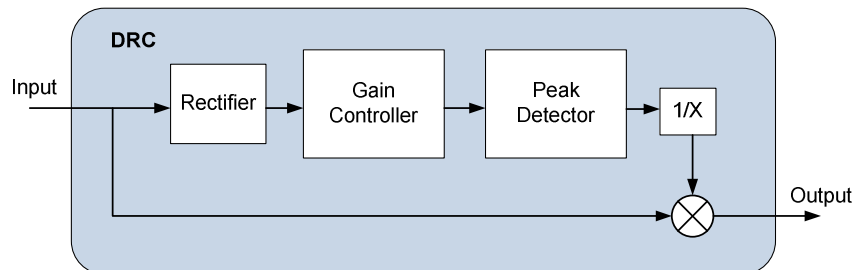 DRC
Input
Rectifier
Gain
Controller
Peak
Detector
1/X
Output